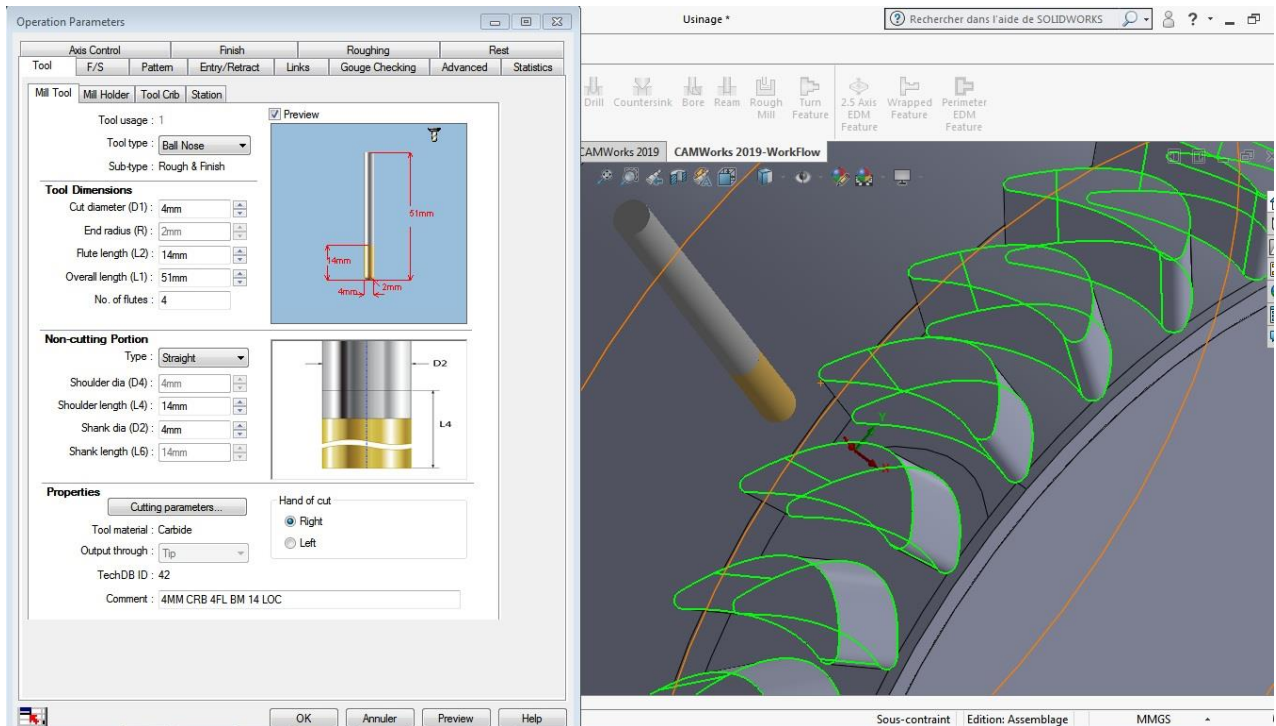 Operation Parameters
Axis Control Finish Roughing Rest
Tool F/S Pattern Entry/Retract Links Gouge Checking Advanced Statistics
Mill Tool Mill Holder Tool Crib Station
Tool usage : 1
Preview
Tool type : Ball Nose
Sub-type : Rough & Finish
Tool Dimensions
Cut diameter (D1) : 4mm
End radius (R) : 2mm
Flute length (L2) : 14mm
Overall length (L1) : 51mm
No. of flutes : 4
51mm
14mm
4mm
2mm
Non-cutting Portion
Type : Straight
Shoulder dia (D4) : 4mm
Shoulder length (L4) : 14mm
Shank dia (D2) : 4mm
Shank length (L6) : 14mm
D2
L4
Properties
Cutting parameters...
Tool material : Carbide
Output through : Tip
TechDB ID : 42
Comment : 4MM CRB 4FL BM 14 LOC
Hand of cut
Right
Left
OK Annuler Preview Help
Usinage *
Rechercher dans l'aide de SOLIDWORKS
?
Drill Countersink Bore Ream Rough Mill Turn Feature 2.5 Axis EDM Feature Wrapped Feature Perimeter EDM Feature
CAMWorks 2019 CAMWorks 2019-WorkFlow
Y
X
Sous-contraint Edition: Assemblage MMGS